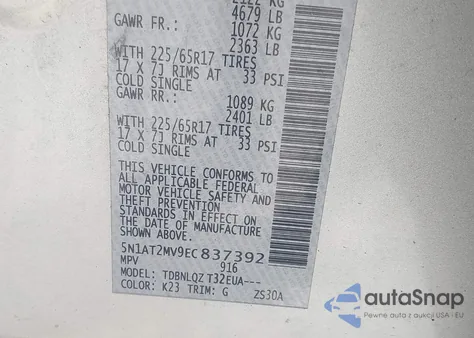 2122 KG
4679 LB
GAWR FR.: 1072 KG
2363 LB
WITH 225/65R17 TIRES
17 X 7J RIMS AT 33 PSI
COLD SINGLE
GAWR RR.: 1089 KG
2401 LB
WITH 225/65R17 TIRES
17 X 7J RIMS AT 33 PSI
COLD SINGLE
THIS VEHICLE CONFORMS TO
ALL APPLICABLE FEDERAL
MOTOR VEHICLE SAFETY AND
THEFT PREVENTION
STANDARDS IN EFFECT ON
THE DATE OF MANUFACTURE
SHOWN ABOVE.
5N1AT2MV9EC837392
MPV 916
MODEL: TDBNLQZ T32EUA---
COLOR: K23 TRIM: G ZS30A
autaSnap
Pewne auta z USA i EU